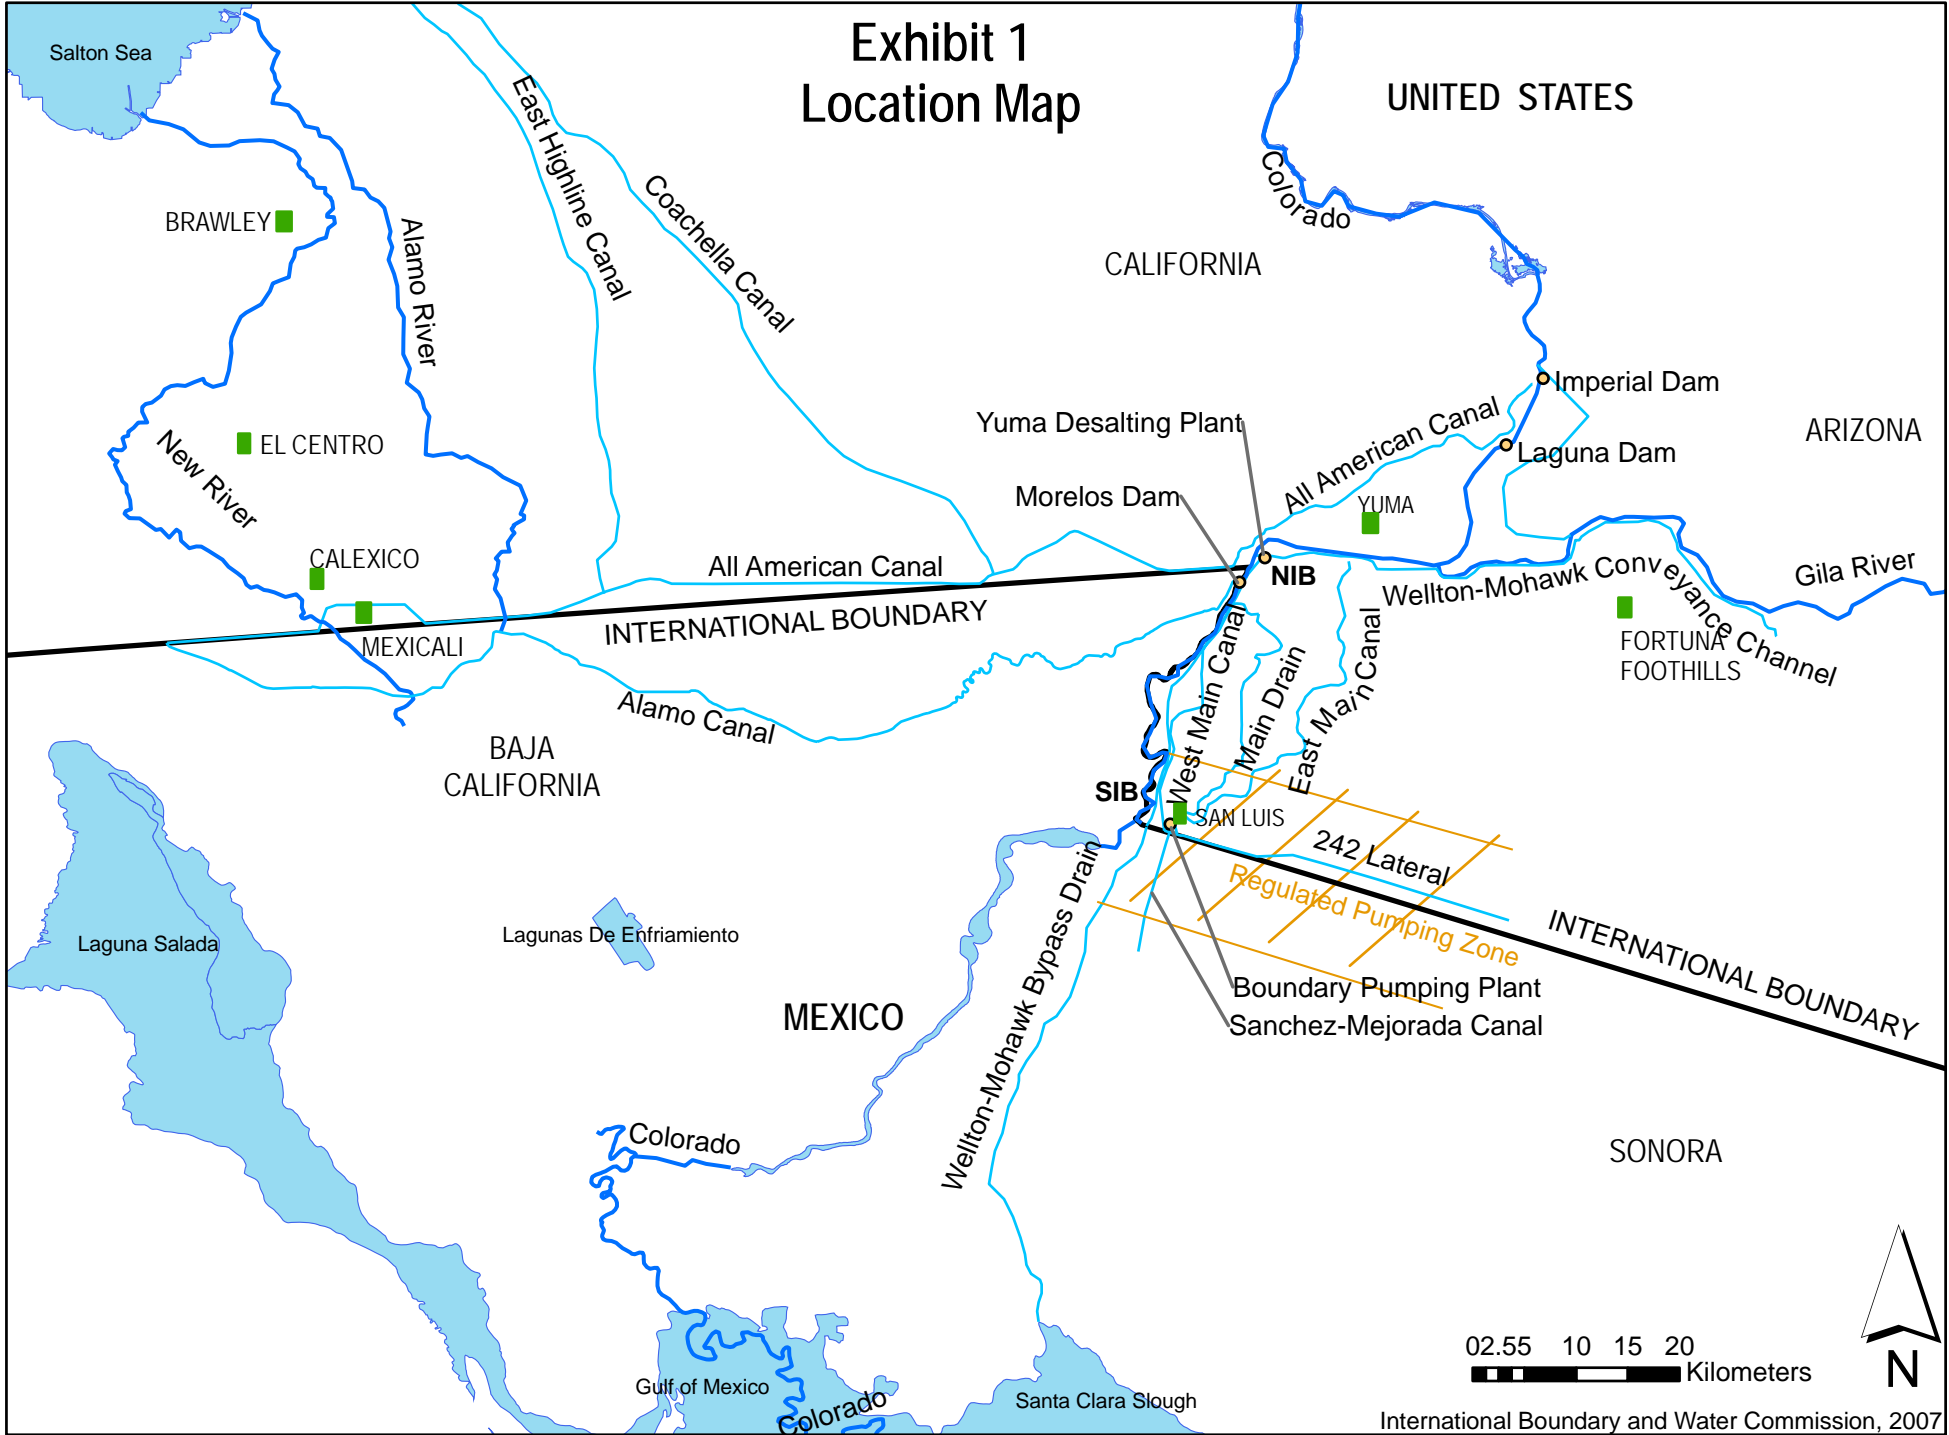 Exhibit 1
Location Map
Salton Sea
UNITED STATES
East Highline Canal
Coachella Canal
Colorado
BRAWLEY
Alamo River
CALIFORNIA
Imperial Dam
Yuma Desalting Plant
All American Canal
ARIZONA
EL CENTRO
New River
Laguna Dam
Morelos Dam
YUMA
CALEXICO
All American Canal
NIB
Wellton-Mohawk Conveyance Channel
Gila River
INTERNATIONAL BOUNDARY
MEXICALI
FORTUNA
FOOTHILLS
West Main Canal
Main Drain
East Main Canal
Alamo Canal
BAJA
CALIFORNIA
SIB
SAN LUIS
242 Lateral
Regulated Pumping Zone
Laguna Salada
Lagunas De Enfriamiento
INTERNATIONAL BOUNDARY
Wellton-Mohawk Bypass Drain
Boundary Pumping Plant
MEXICO
Sanchez-Mejorada Canal
Colorado
SONORA
02.55 10 15 20
Kilometers
N
Gulf of Mexico
Santa Clara Slough
Colorado
International Boundary and Water Commission, 2007